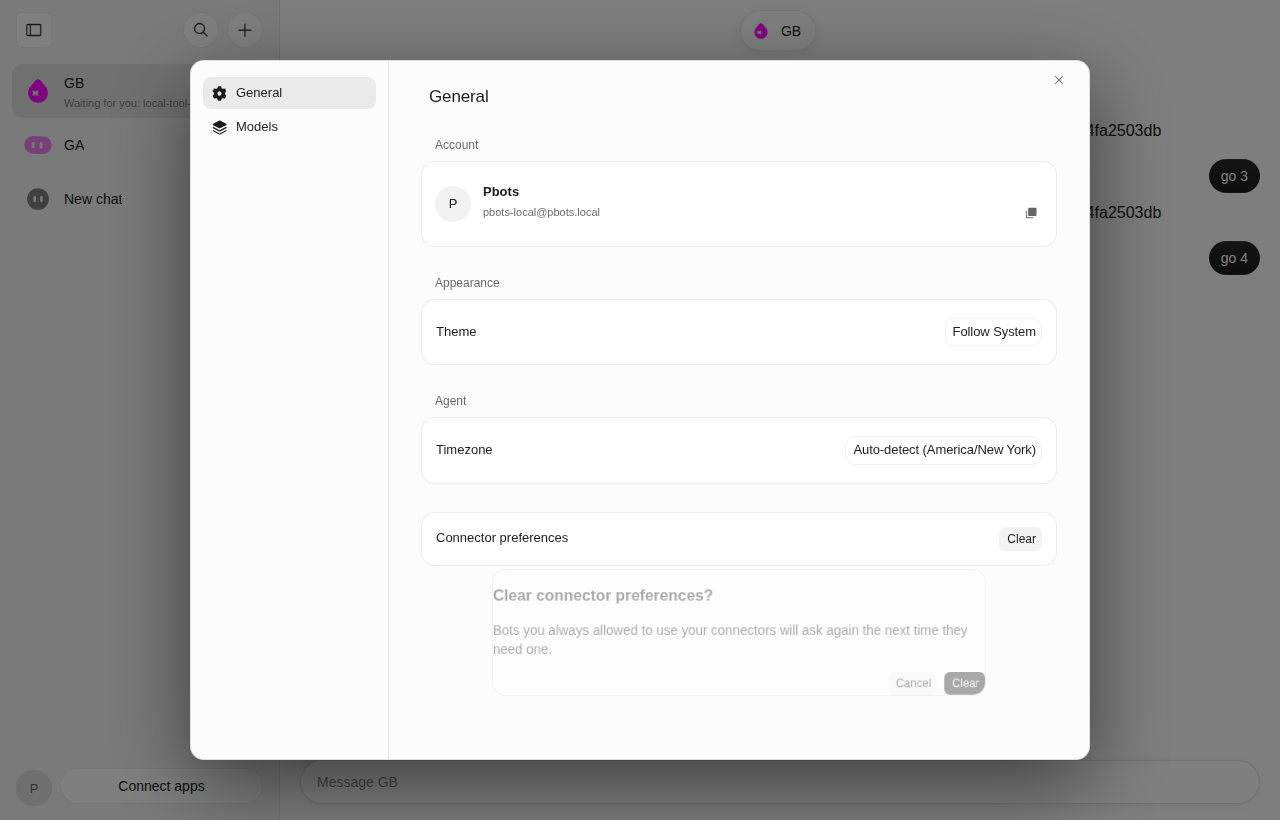 GB
GB
Waiting for you: local-tool-
GA
New chat
General
Models
General
Account
P
Pbots
pbots-local@pbots.local
Appearance
Theme
Follow System
Agent
Timezone
Auto-detect (America/New York)
Connector preferences
Clear
Clear connector preferences?
Bots you always allowed to use your connectors will ask again the next time they
need one.
Cancel
Clear
4fa2503db
go 3
4fa2503db
go 4
P
Connect apps
Message GB